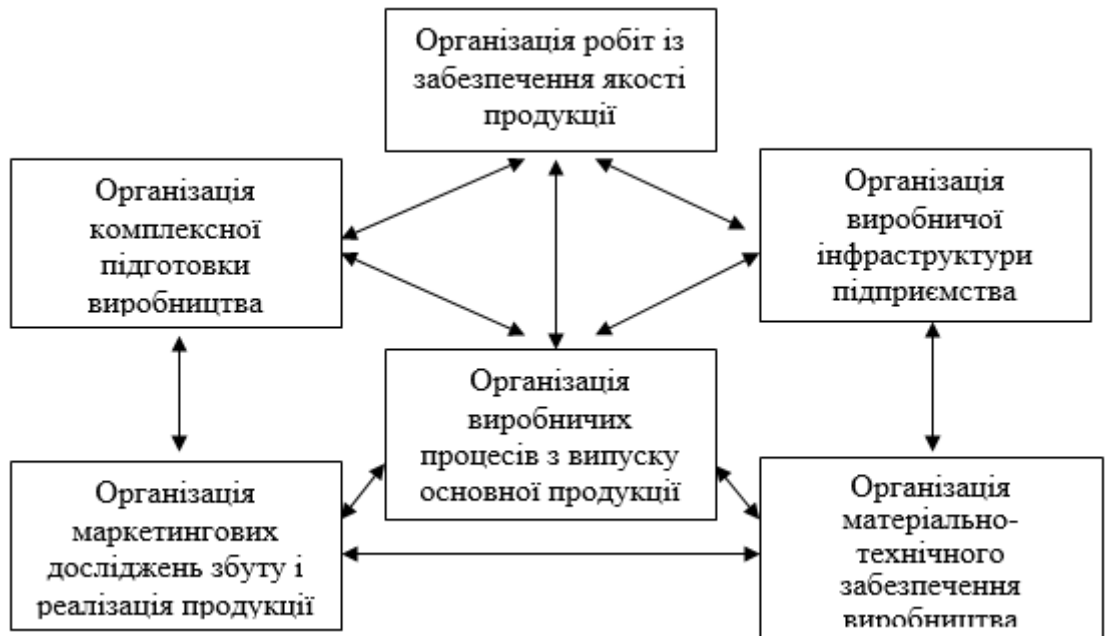 Організація робіт із
забезпечення якості
продукції
Організація
комплексної
підготовки
виробництва
Організація
виробничої
інфраструктури
підприємства
Організація
виробничих
процесів з випуску
основної продукції
Організація
маркетингових
досліджень збуту і
реалізація продукції
Організація
матеріально-
технічного
забезпечення
виробництва